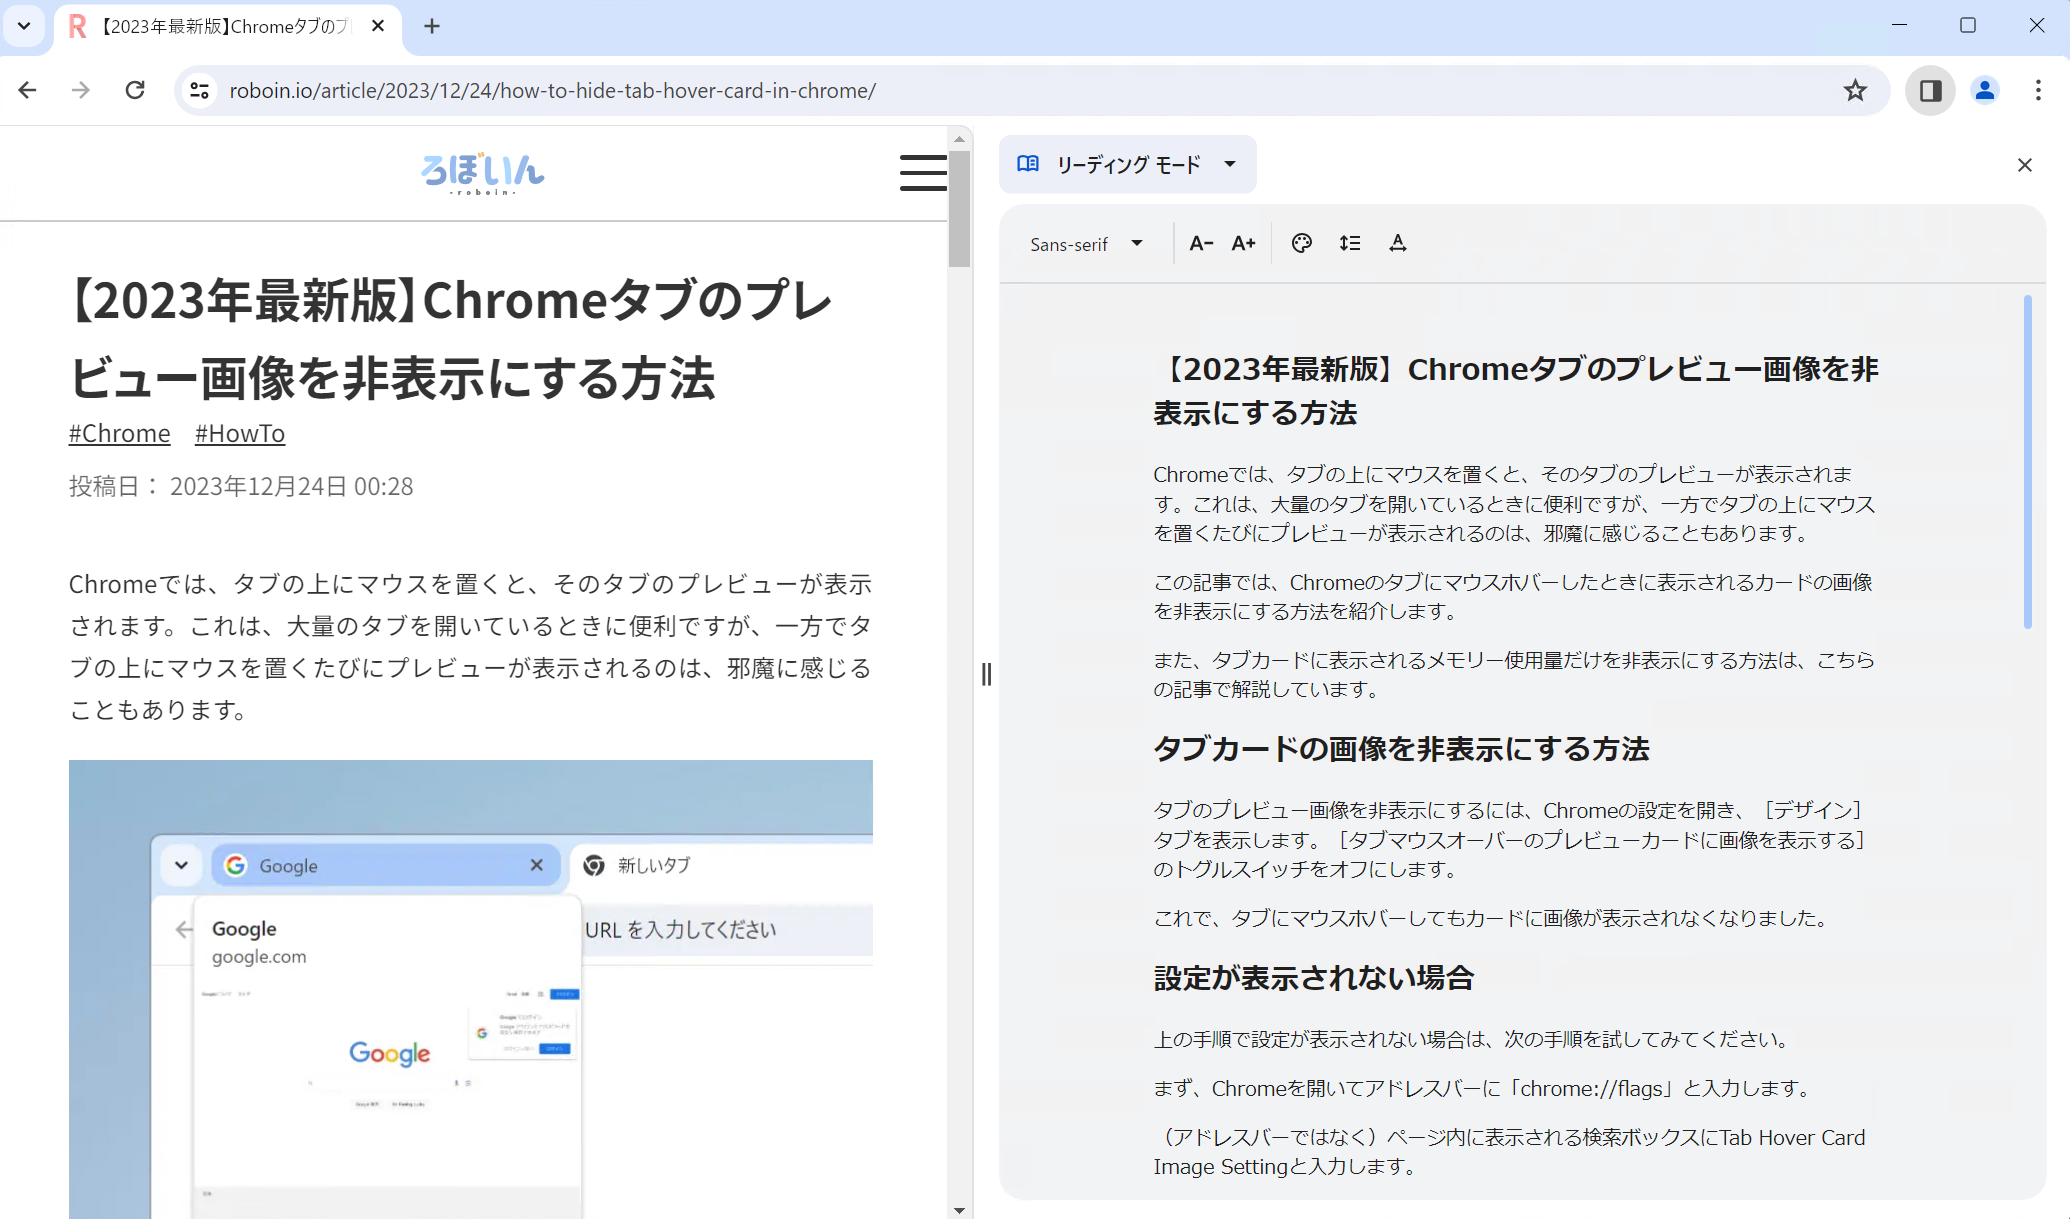 【2023年最新版】Chromeタブのプ
roboin.io/article/2023/12/24/how-to-hide-tab-hover-card-in-chrome/
ろぼいん
-roboin-
【2023年最新版】Chromeタブのプレ
ビュー画像を非表示にする方法
#Chrome #HowTo
投稿日： 2023年12月24日 00:28
Chromeでは、タブの上にマウスを置くと、そのタブのプレビューが表示
されます。これは、大量のタブを開いているときに便利ですが、一方でタ
ブの上にマウスを置くたびにプレビューが表示されるのは、邪魔に感じる
こともあります。
Google
新しいタブ
URL を入力してください
Google
google.com
Google
リーディング モード
Sans-serif
A-
A+
【2023年最新版】Chromeタブのプレビュー画像を非
表示にする方法
Chromeでは、タブの上にマウスを置くと、そのタブのプレビューが表示されま
す。これは、大量のタブを開いているときに便利ですが、一方でタブの上にマウス
を置くたびにプレビューが表示されるのは、邪魔に感じることもあります。
この記事では、Chromeのタブにマウスホバーしたときに表示されるカードの画像
を非表示にする方法を紹介します。
また、タブカードに表示されるメモリー使用量だけを非表示にする方法は、こちら
の記事で解説しています。
タブカードの画像を非表示にする方法
タブのプレビュー画像を非表示にするには、Chromeの設定を開き、［デザイン］
タブを表示します。［タブマウスオーバーのプレビューカードに画像を表示する］
のトグルスイッチをオフにします。
これで、タブにマウスホバーしてもカードに画像が表示されなくなりました。
設定が表示されない場合
上の手順で設定が表示されない場合は、次の手順を試してみてください。
まず、Chromeを開いてアドレスバーに「chrome://flags」と入力します。
（アドレスバーではなく）ページ内に表示される検索ボックスにTab Hover Card
Image Settingと入力します。